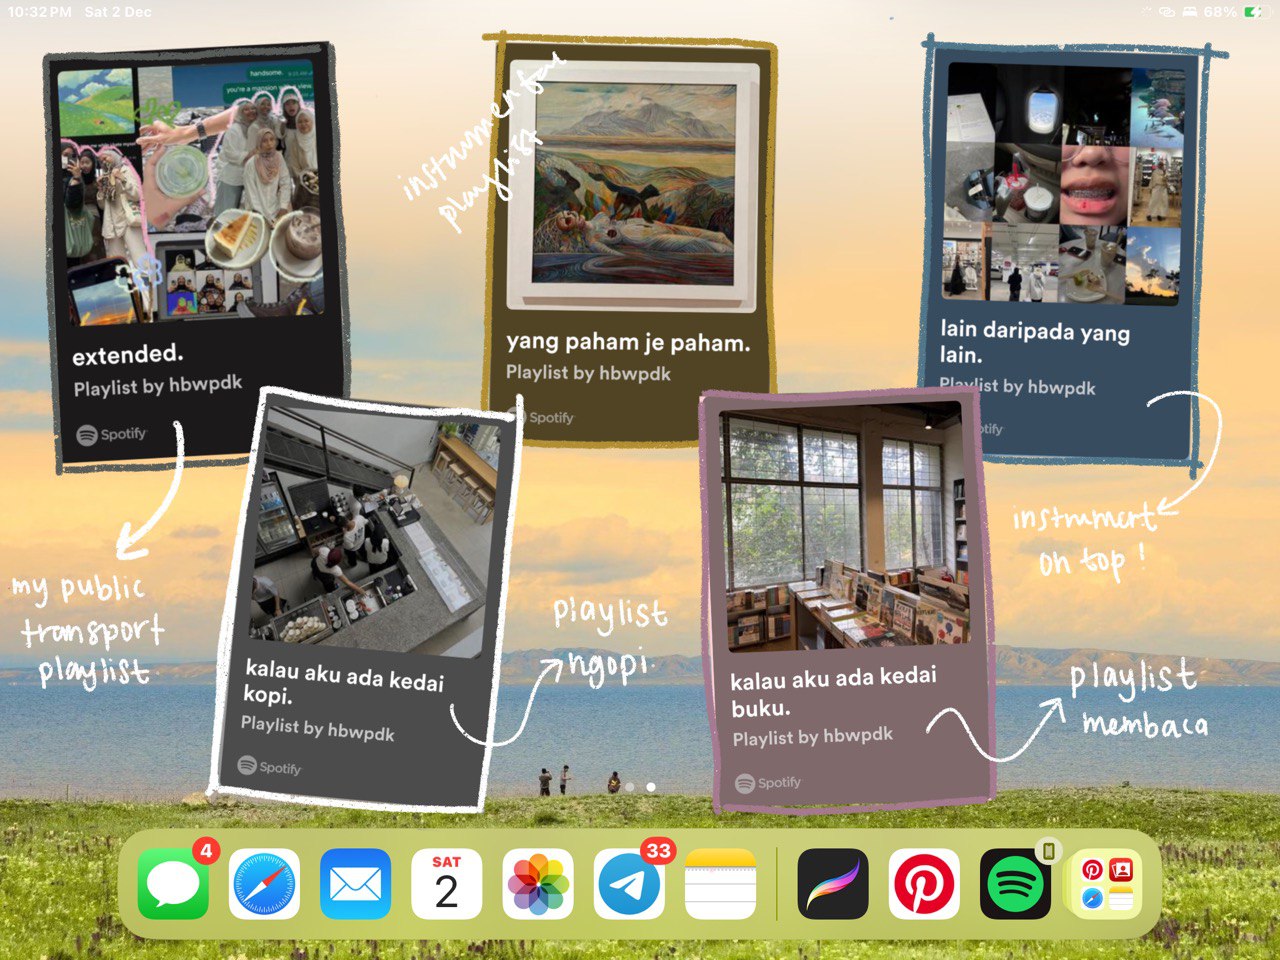 10:32 PM Sat 2 Dec
68%
handsome.
you're a mansion
view
extended.
Playlist by hbwpdk
Spotify
my public
transport
playlist.
instrumental
playlist
yang paham je paham.
Playlist by hbwpdk
Spotify
lain daripada yang
lain.
Playlist by hbwpdk
instrument
on top!
kalau aku ada kedai
kopi.
Playlist by hbwpdk
Spotify
playlist
ngopi.
kalau aku ada kedai
buku.
Playlist by hbwpdk
Spotify
playlist
membaca
4
SAT
2
33